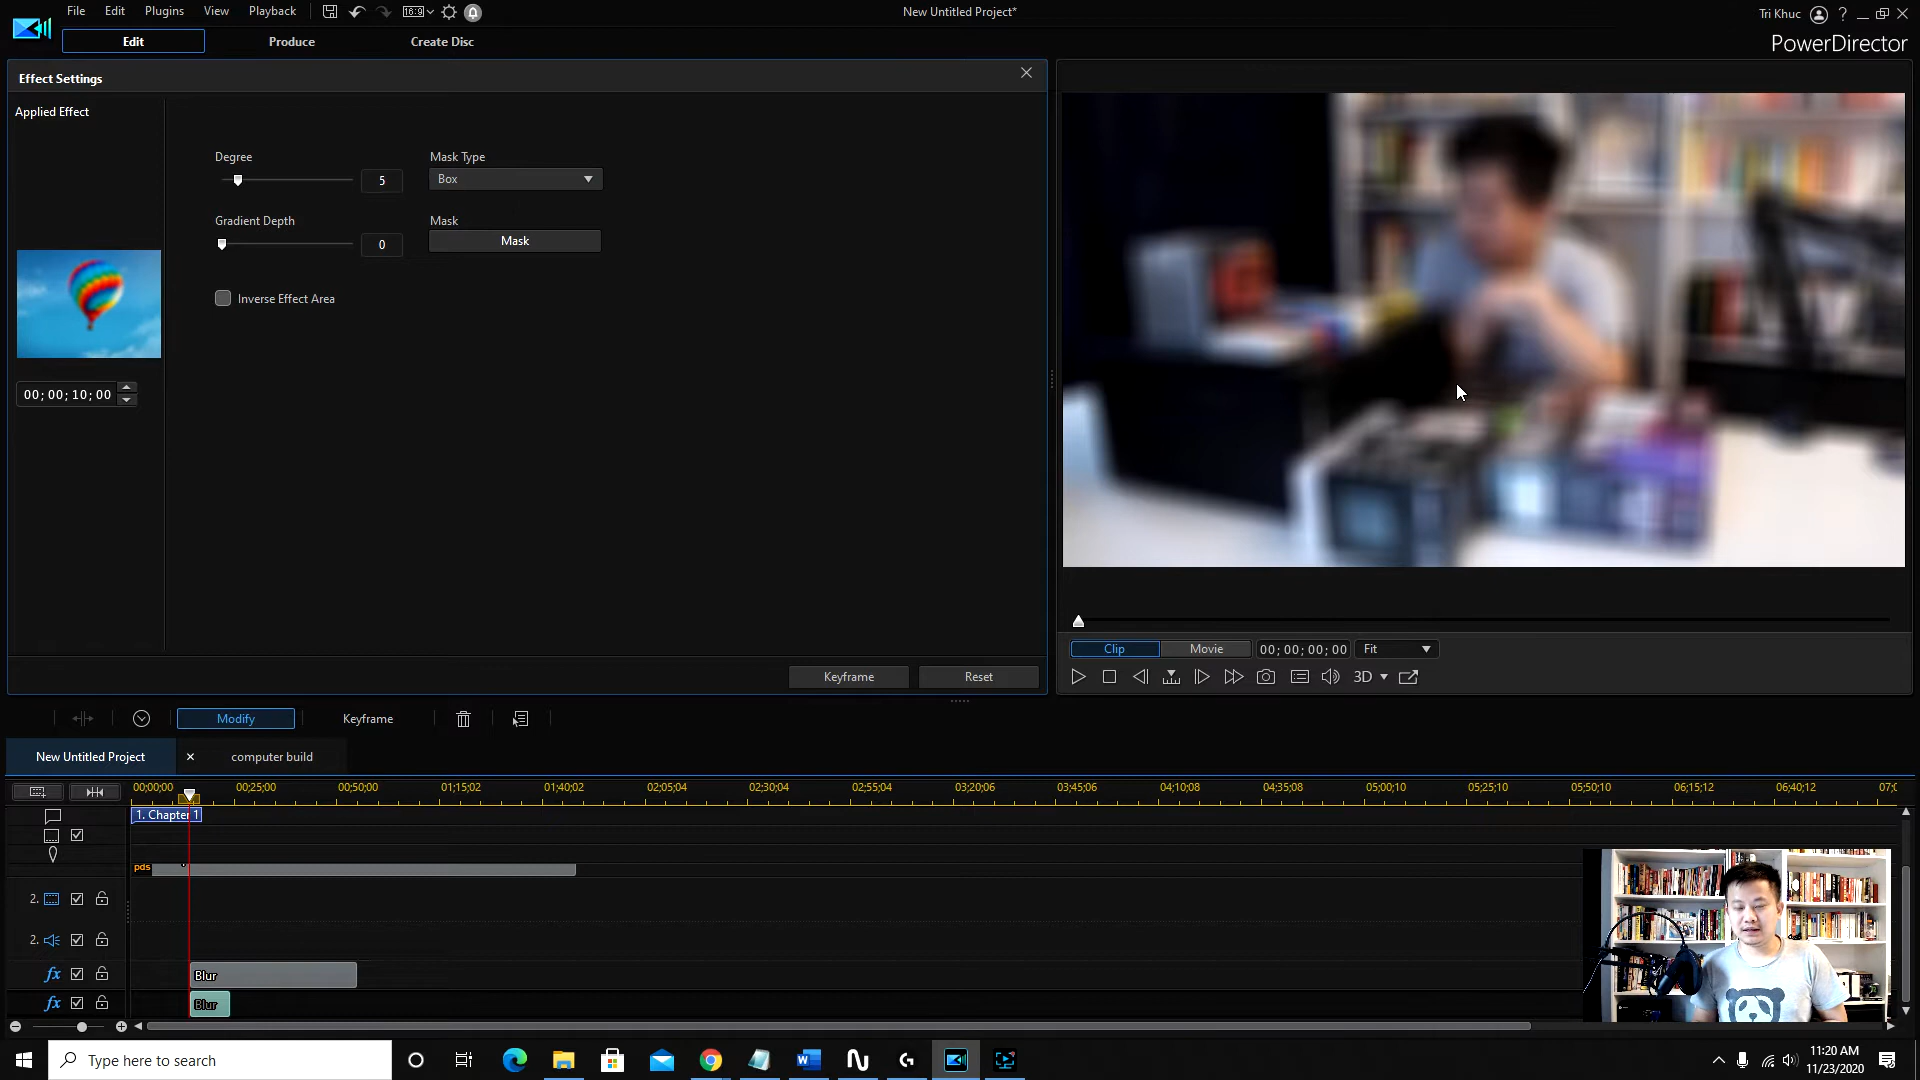 File Edit Plugins View Playback 16:9 New Untitled Project* Tri Khuc ?
Edit Produce Create Disc PowerDirector
Effect Settings
Applied Effect
Degree Mask Type
5 Box
Gradient Depth Mask
0 Mask
Inverse Effect Area
00; 00; 10; 00
Clip Movie 00; 00; 00; 00 Fit
3D
Keyframe Reset
Modify Keyframe
New Untitled Project computer build
00;00;00 00;25;00 00;50;00 01;15;02 01;40;02 02;05;04 02;30;04 02;55;04 03;20;06 03;45;06 04;10;08 04;35;08 05;00;10 05;25;10 05;50;10 06;15;12 06;40;12
1. Chapter 1
pds
2.
2.
fx Blur
fx Blur
Type here to search
11:20 AM
11/23/2020